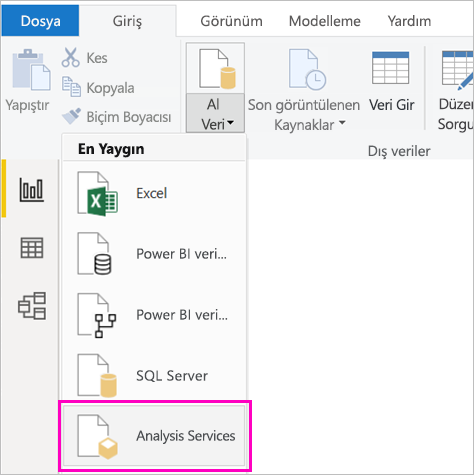 Dosya Giriş Görünüm Modelleme Yardım
Yapıştır
Kes
Kopyala
Biçim Boyacısı
Al
Veri
Son görüntülenen
Kaynaklar
Veri Gir
Düzen
Sorgu
Dış veriler
En Yaygın
Excel
Power BI veri...
Power BI veri...
SQL Server
Analysis Services